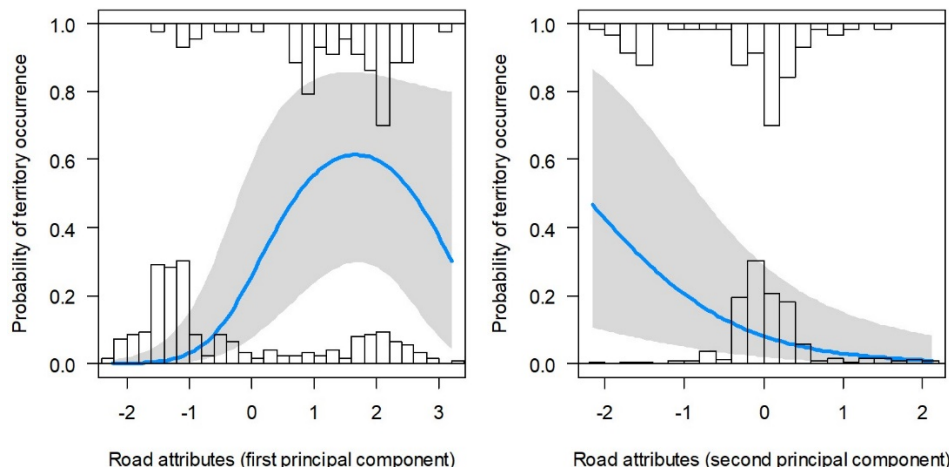 Probability of territory occurrence
1.0
0.8
0.6
0.4
0.2
0.0
-2 -1 0 1 2 3
Road attributes (first principal component)
Probability of territory occurrence
1.0
0.8
0.6
0.4
0.2
0.0
-2 -1 0 1 2
Road attributes (second principal component)